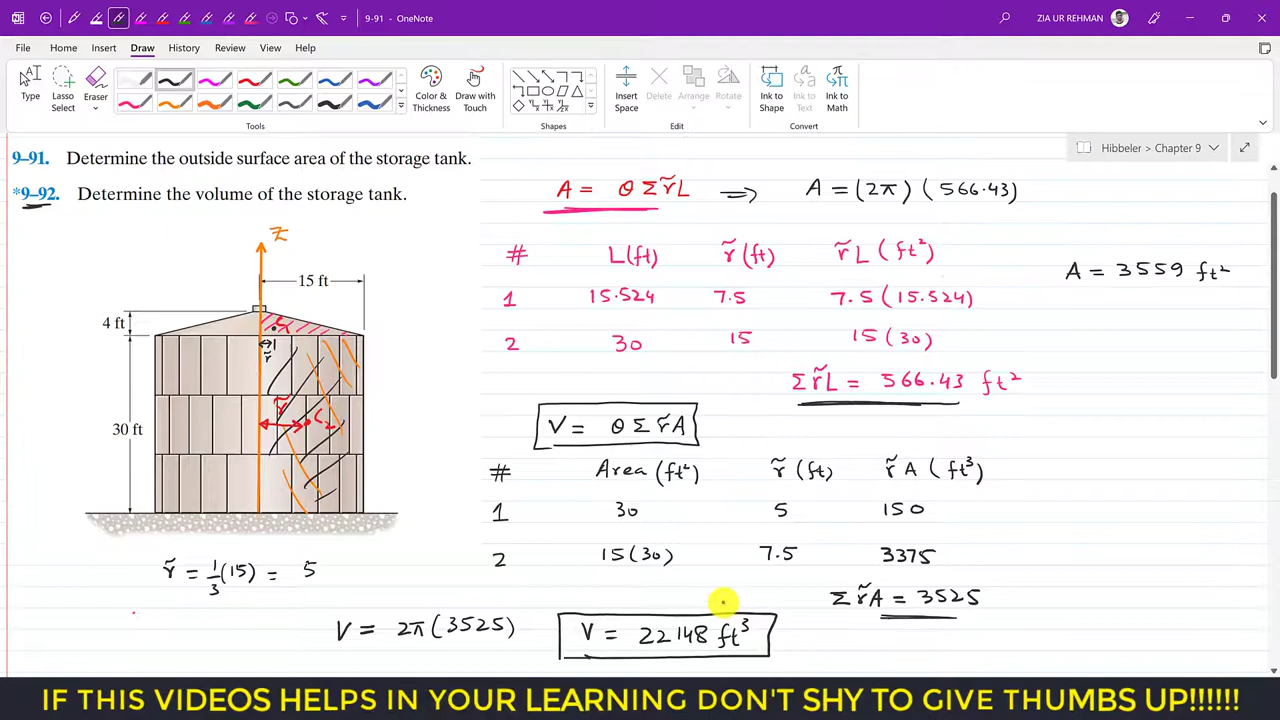 9-91 - OneNote
ZIA UR REHMAN
File Home Insert Draw History Review View Help
Type
Lasso Select
Eraser
Color & Thickness
Draw with Touch
Insert Space
Delete
Arrange
Rotate
Ink to Shape
Ink to Text
Ink to Math
Tools
Shapes
Edit
Convert
Hibbeler - Chapter 9
9–91. Determine the outside surface area of the storage tank.
*9–92. Determine the volume of the storage tank.
Z
15 ft
4 ft
C1
r̃
r̃
C2
30 ft
r̃ = 1/3 (15) = 5
A = θ Σ r̃L ⟹ A = (2π)(566.43)
# L(ft) r̃(ft) r̃L (ft²)
A = 3559 ft²
1 15.524 7.5 7.5(15.524)
2 30 15 15(30)
Σ r̃L = 566.43 ft²
V = θ Σ r̃A
# Area(ft²) r̃(ft) r̃A (ft³)
1 30 5 150
2 15(30) 7.5 3375
Σ r̃A = 3525
V = 2π(3525)
V = 22148 ft³
IF THIS VIDEOS HELPS IN YOUR LEARNING DON'T SHY TO GIVE THUMBS UP!!!!!!